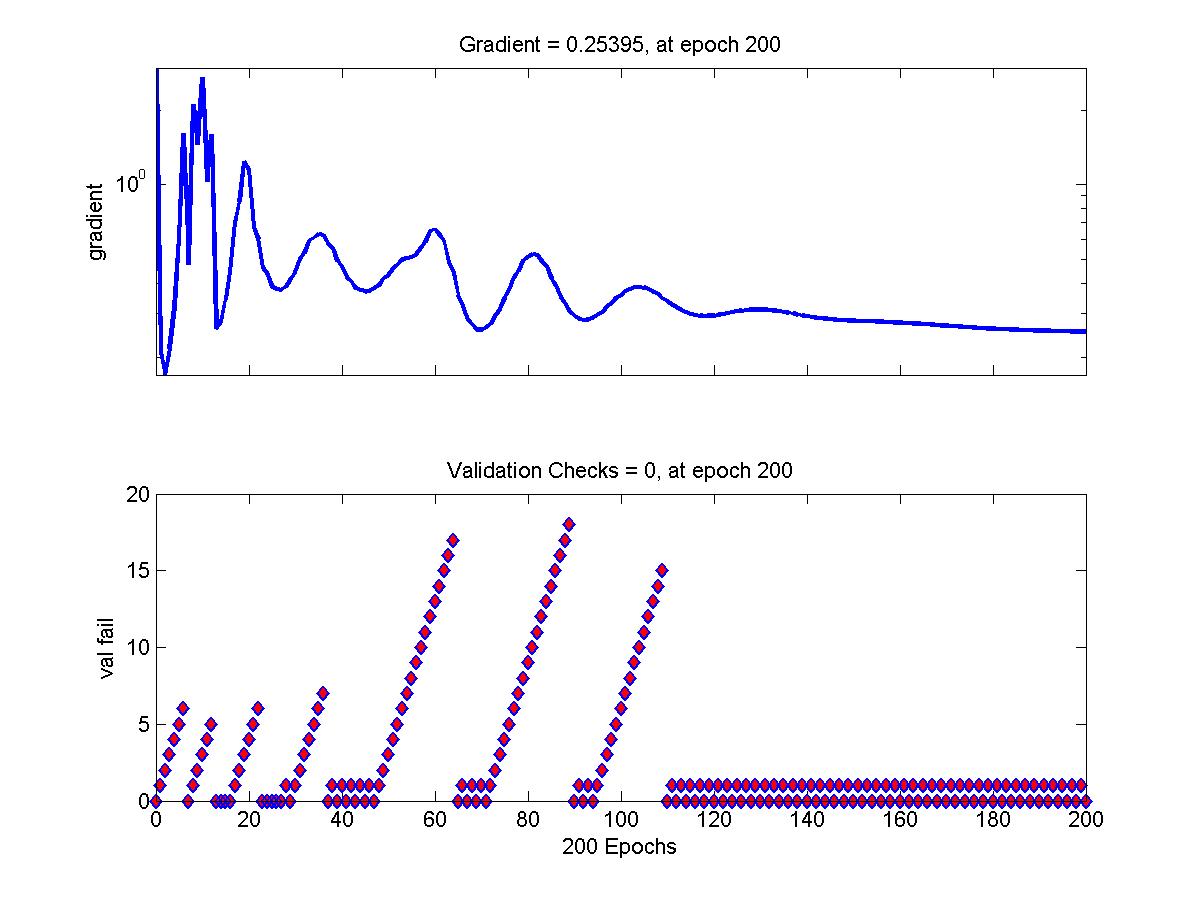 Gradient = 0.25395, at epoch 200
10^0
gradient
Validation Checks = 0, at epoch 200
20
15
10
5
0
val fail
0 20 40 60 80 100 120 140 160 180 200
200 Epochs